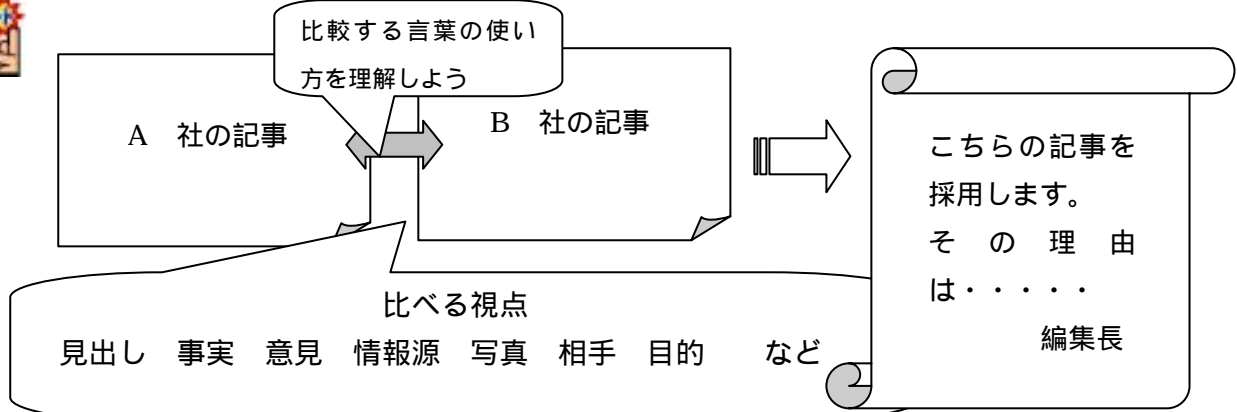 比較する言葉の使い
方を理解しよう
A 社の記事
B 社の記事
こちらの記事を
採用します。
その理由
は・・・・・
編集長
比べる視点
見出し 事実 意見 情報源 写真 相手 目的 など